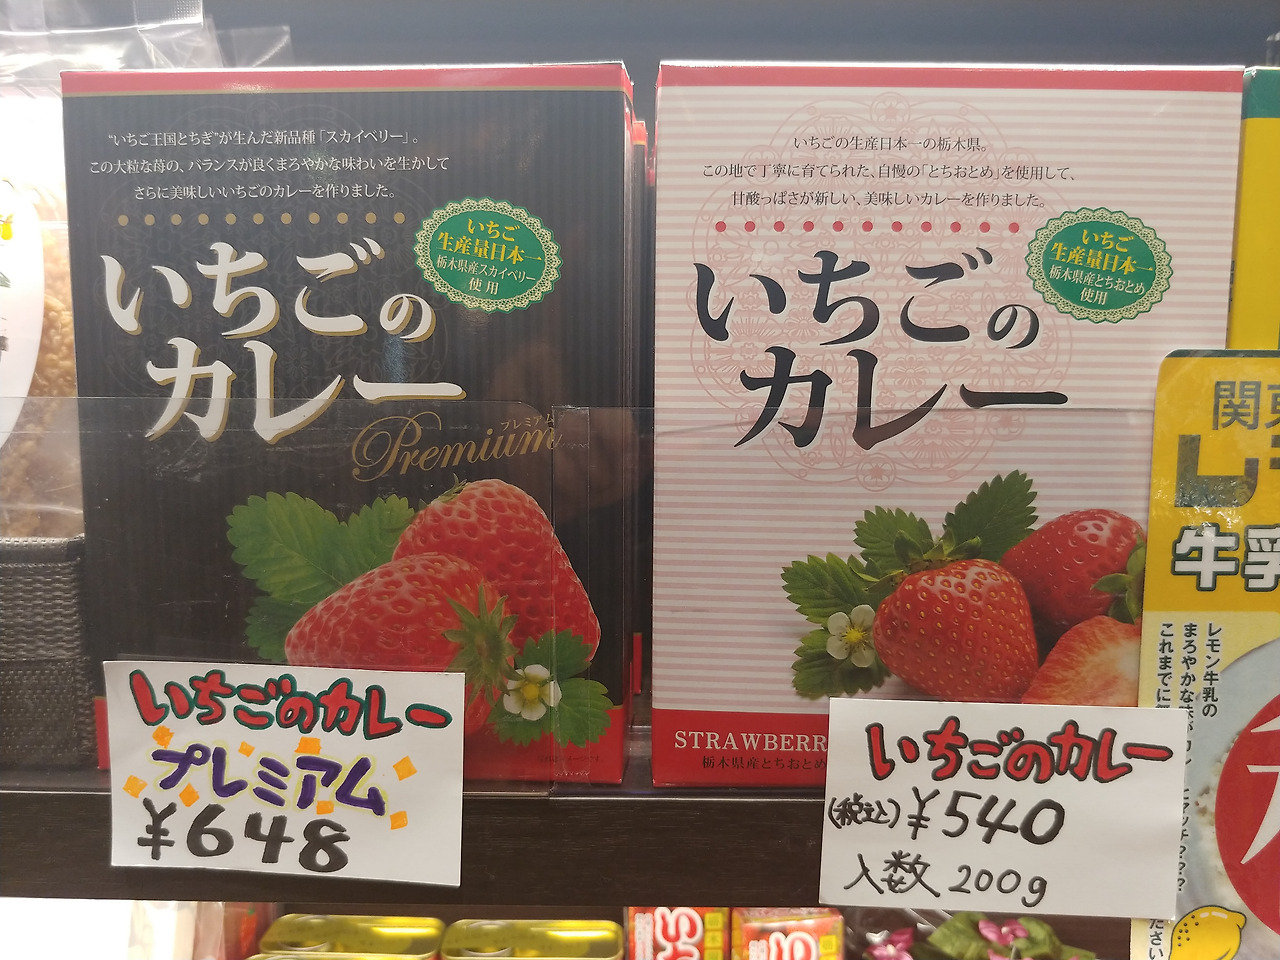 “いちご王国とちぎ”が生んだ新品種「スカイベリー」。
この大粒な苺の、バランスが良くまろやかな味わいを生かして
さらに美味しいいちごのカレーを作りました。
いちご
生産量日本一
栃木県産スカイベリー
使用
いちごの
カレー
プレミアム
Premium
いちごのカレー
プレミアム
¥648
いちごの生産日本一の栃木県。
この地で丁寧に育てられた、自慢の「とちおとめ」を使用して、
甘酸っぱさが新しい、美味しいカレーを作りました。
いちご
生産量日本一
栃木県産とちおとめ
使用
いちごの
カレー
STRAWBERR
栃木県産とちおとめ
いちごのカレー
(税込)¥540
入数 200g
関東
レモ
牛乳
レモン牛乳の
まろやかな味が
これまでに
ださい